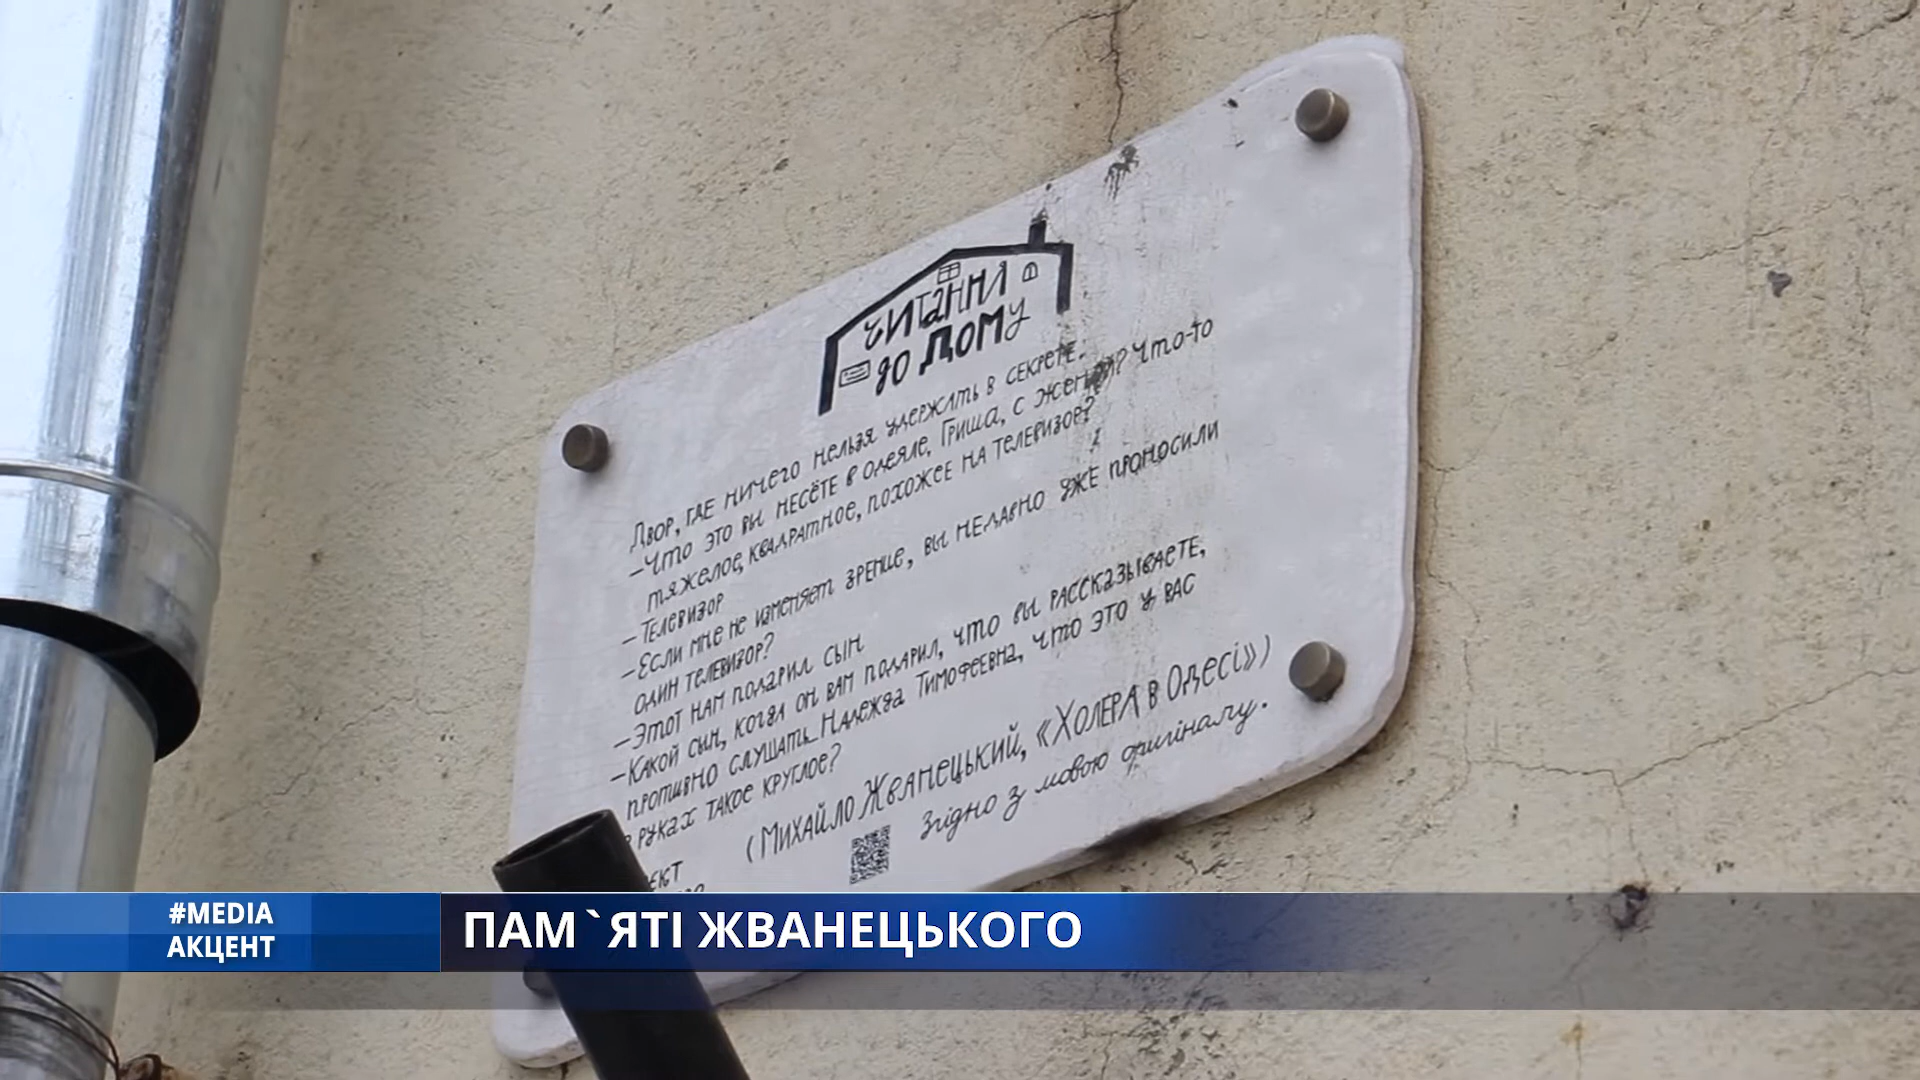 Читання
до дому
Двор, где ничего нельзя удержать в секрете.
– Что это вы несёте в одеяле, Гриша, с женой? Что-то
тяжелое, квадратное, похожее на телевизор?
– Телевизор
– Если мне не изменяет зрение, вы недавно уже проносили
один телевизор?
– Этот нам подарил сын.
– Какой сын, когда он вам подарил, что вы рассказываете,
противно слушать. Надежда Тимофеевна, что это у вас
в руках такое круглое?
(Михайло Жванецький, «Холера в Одесі»)
Згідно з мовою оригіналу.
#MEDIA
АКЦЕНТ
ПАМ`ЯТІ ЖВАНЕЦЬКОГО